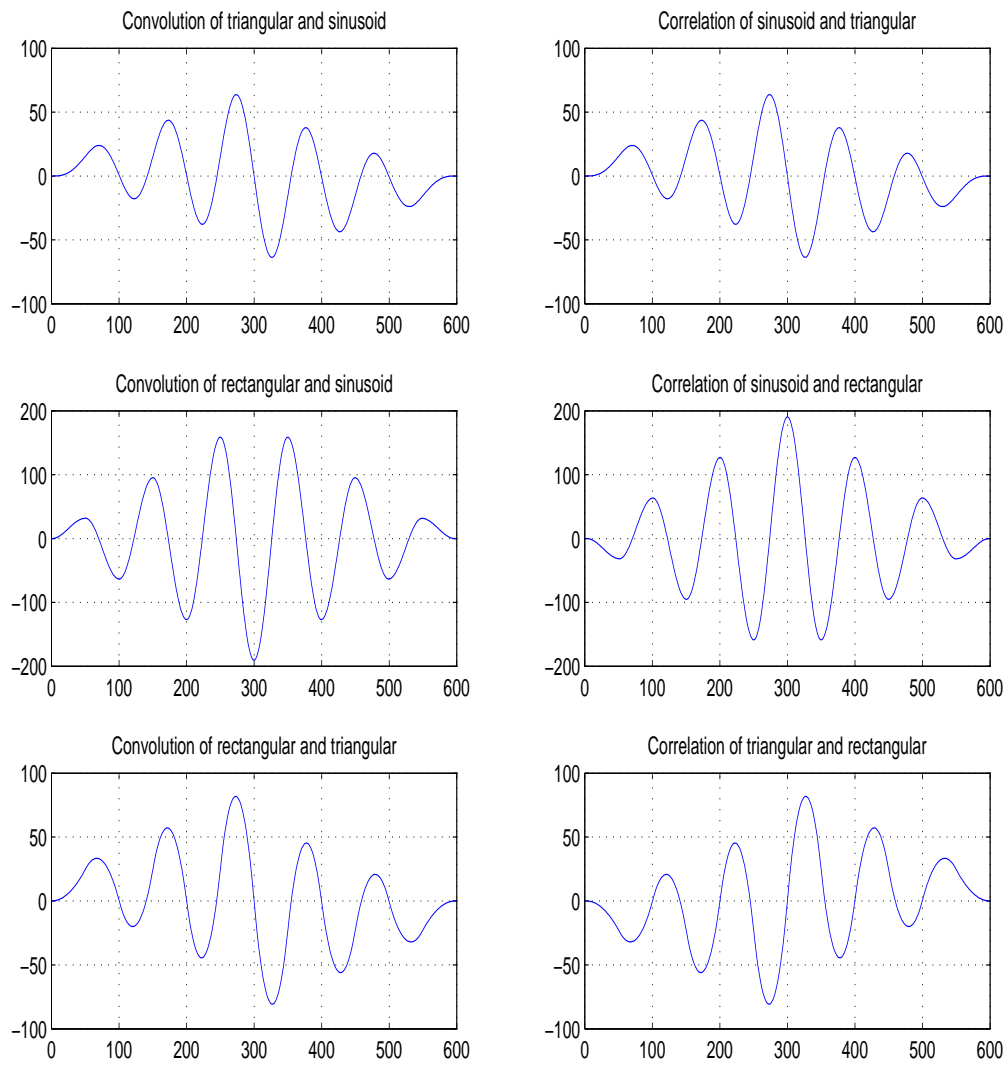 Convolution of triangular and sinusoid
100
50
0
−50
−100
0 100 200 300 400 500 600
Correlation of sinusoid and triangular
100
50
0
−50
−100
0 100 200 300 400 500 600
Convolution of rectangular and sinusoid
200
100
0
−100
−200
0 100 200 300 400 500 600
Correlation of sinusoid and rectangular
200
100
0
−100
−200
0 100 200 300 400 500 600
Convolution of rectangular and triangular
100
50
0
−50
−100
0 100 200 300 400 500 600
Correlation of triangular and rectangular
100
50
0
−50
−100
0 100 200 300 400 500 600